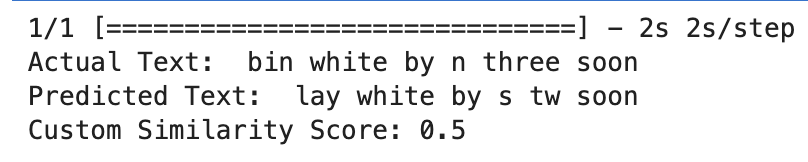 1/1 [==============================] - 2s 2s/step
Actual Text:  bin white by n three soon
Predicted Text:  lay white by s tw soon
Custom Similarity Score: 0.5